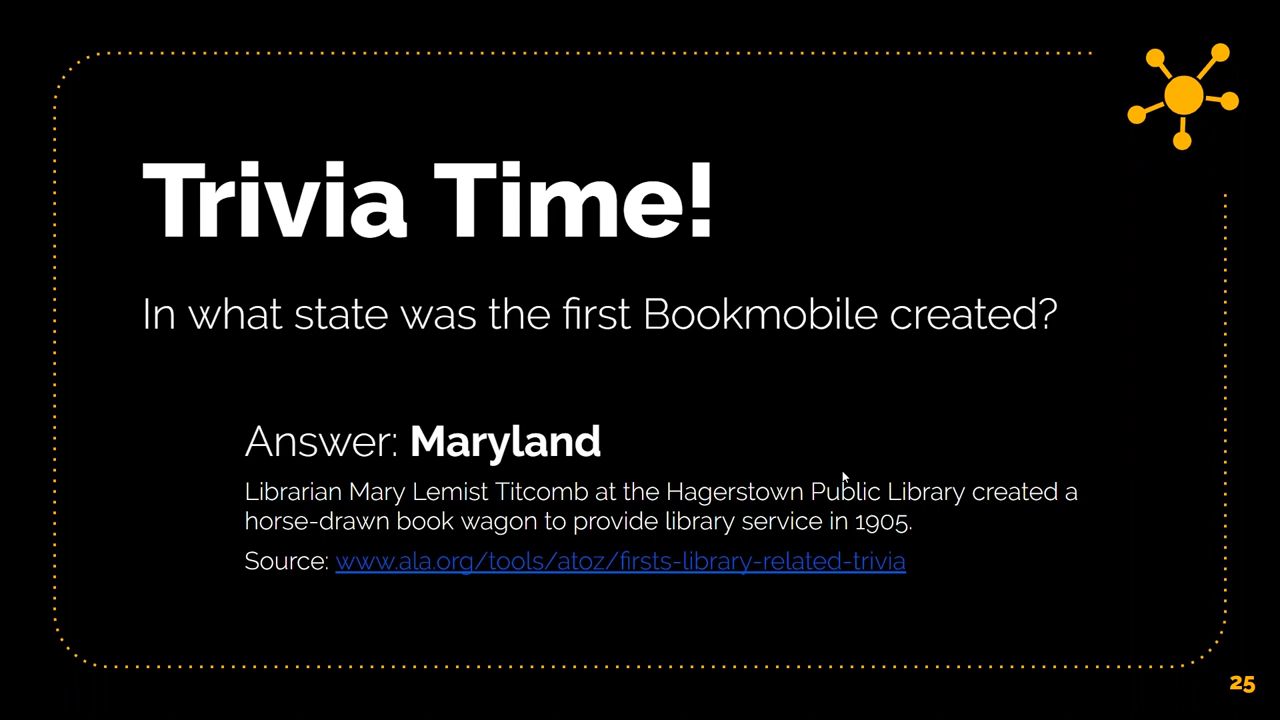 Trivia Time!
In what state was the first Bookmobile created?
Answer: Maryland
Librarian Mary Lemist Titcomb at the Hagerstown Public Library created a
horse-drawn book wagon to provide library service in 1905.
Source: www.ala.org/tools/atoz/firsts-library-related-trivia
25